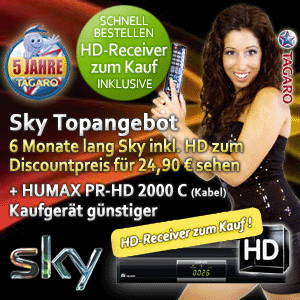 5 JAHRE
TAGARO
SCHNELL
BESTELLEN
HD-Receiver
zum Kauf
INKLUSIVE
TAGARO
Sky Topangebot
6 Monate lang Sky inkl. HD zum
Discountpreis für 24,90 € sehen
+ HUMAX PR-HD 2000 C (Kabel)
Kaufgerät günstiger
HD-Receiver zum Kauf !
sky
HD
0026